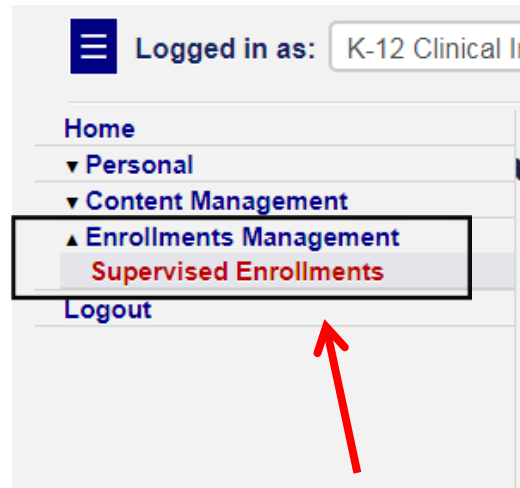 Logged in as: K-12 Clinical
Home
▾ Personal
▾ Content Management
▴ Enrollments Management
Supervised Enrollments
Logout